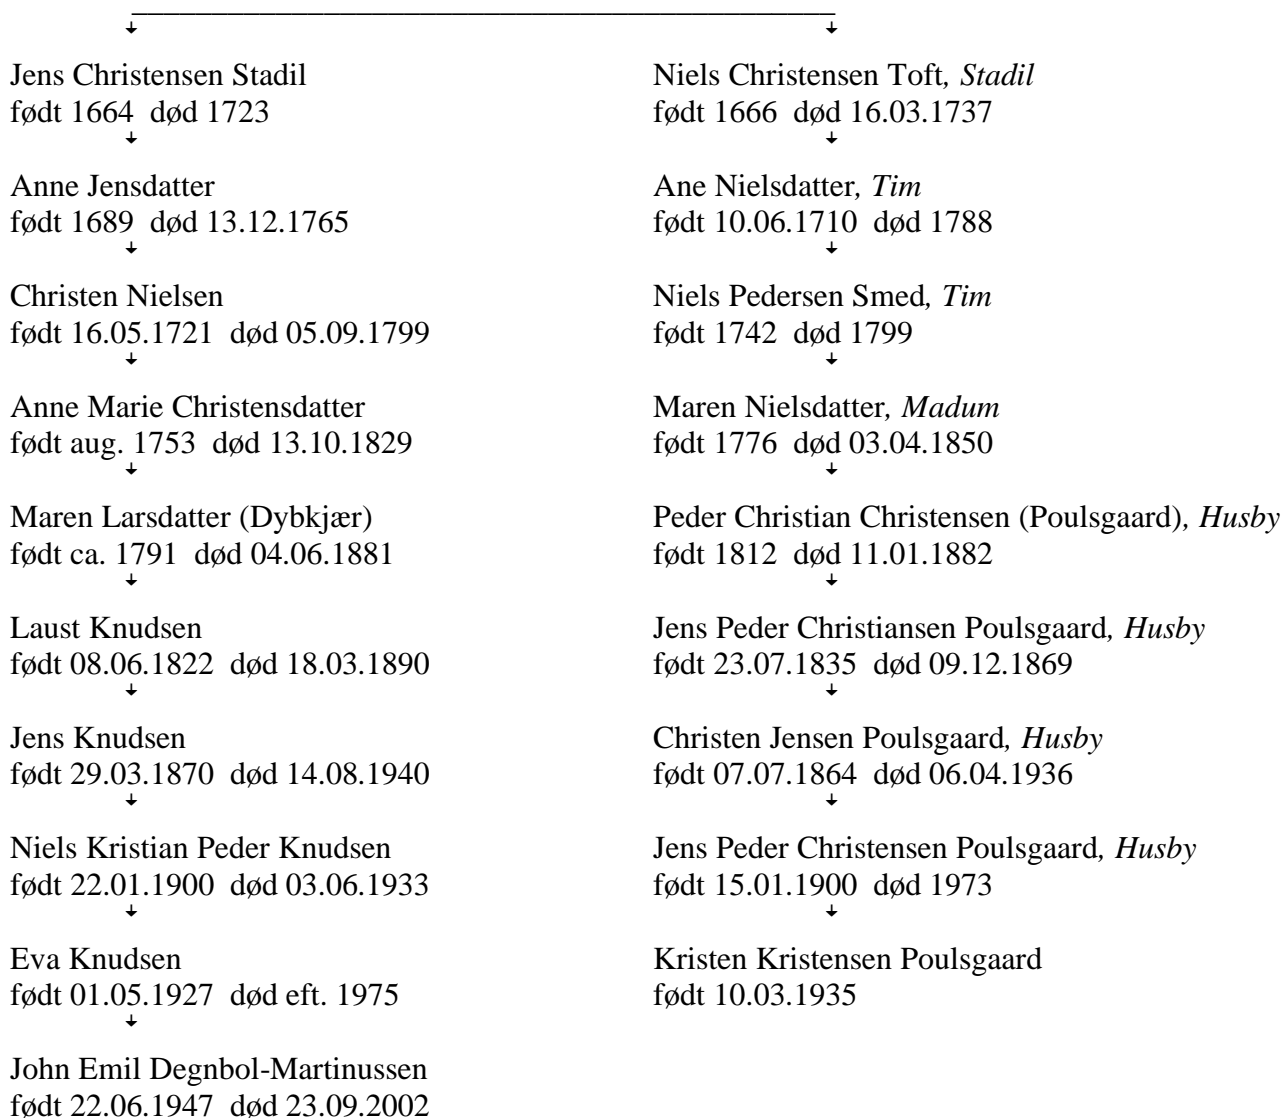 Jens Christensen Stadil
født 1664 død 1723
Anne Jensdatter
født 1689 død 13.12.1765
Christen Nielsen
født 16.05.1721 død 05.09.1799
Anne Marie Christensdatter
født aug. 1753 død 13.10.1829
Maren Larsdatter (Dybkjær)
født ca. 1791 død 04.06.1881
Laust Knudsen
født 08.06.1822 død 18.03.1890
Jens Knudsen
født 29.03.1870 død 14.08.1940
Niels Kristian Peder Knudsen
født 22.01.1900 død 03.06.1933
Eva Knudsen
født 01.05.1927 død eft. 1975
John Emil Degnbol-Martinussen
født 22.06.1947 død 23.09.2002
Niels Christensen Toft, Stadil
født 1666 død 16.03.1737
Ane Nielsdatter, Tim
født 10.06.1710 død 1788
Niels Pedersen Smed, Tim
født 1742 død 1799
Maren Nielsdatter, Madum
født 1776 død 03.04.1850
Peder Christian Christensen (Poulsgaard), Husby
født 1812 død 11.01.1882
Jens Peder Christiansen Poulsgaard, Husby
født 23.07.1835 død 09.12.1869
Christen Jensen Poulsgaard, Husby
født 07.07.1864 død 06.04.1936
Jens Peder Christensen Poulsgaard, Husby
født 15.01.1900 død 1973
Kristen Kristensen Poulsgaard
født 10.03.1935